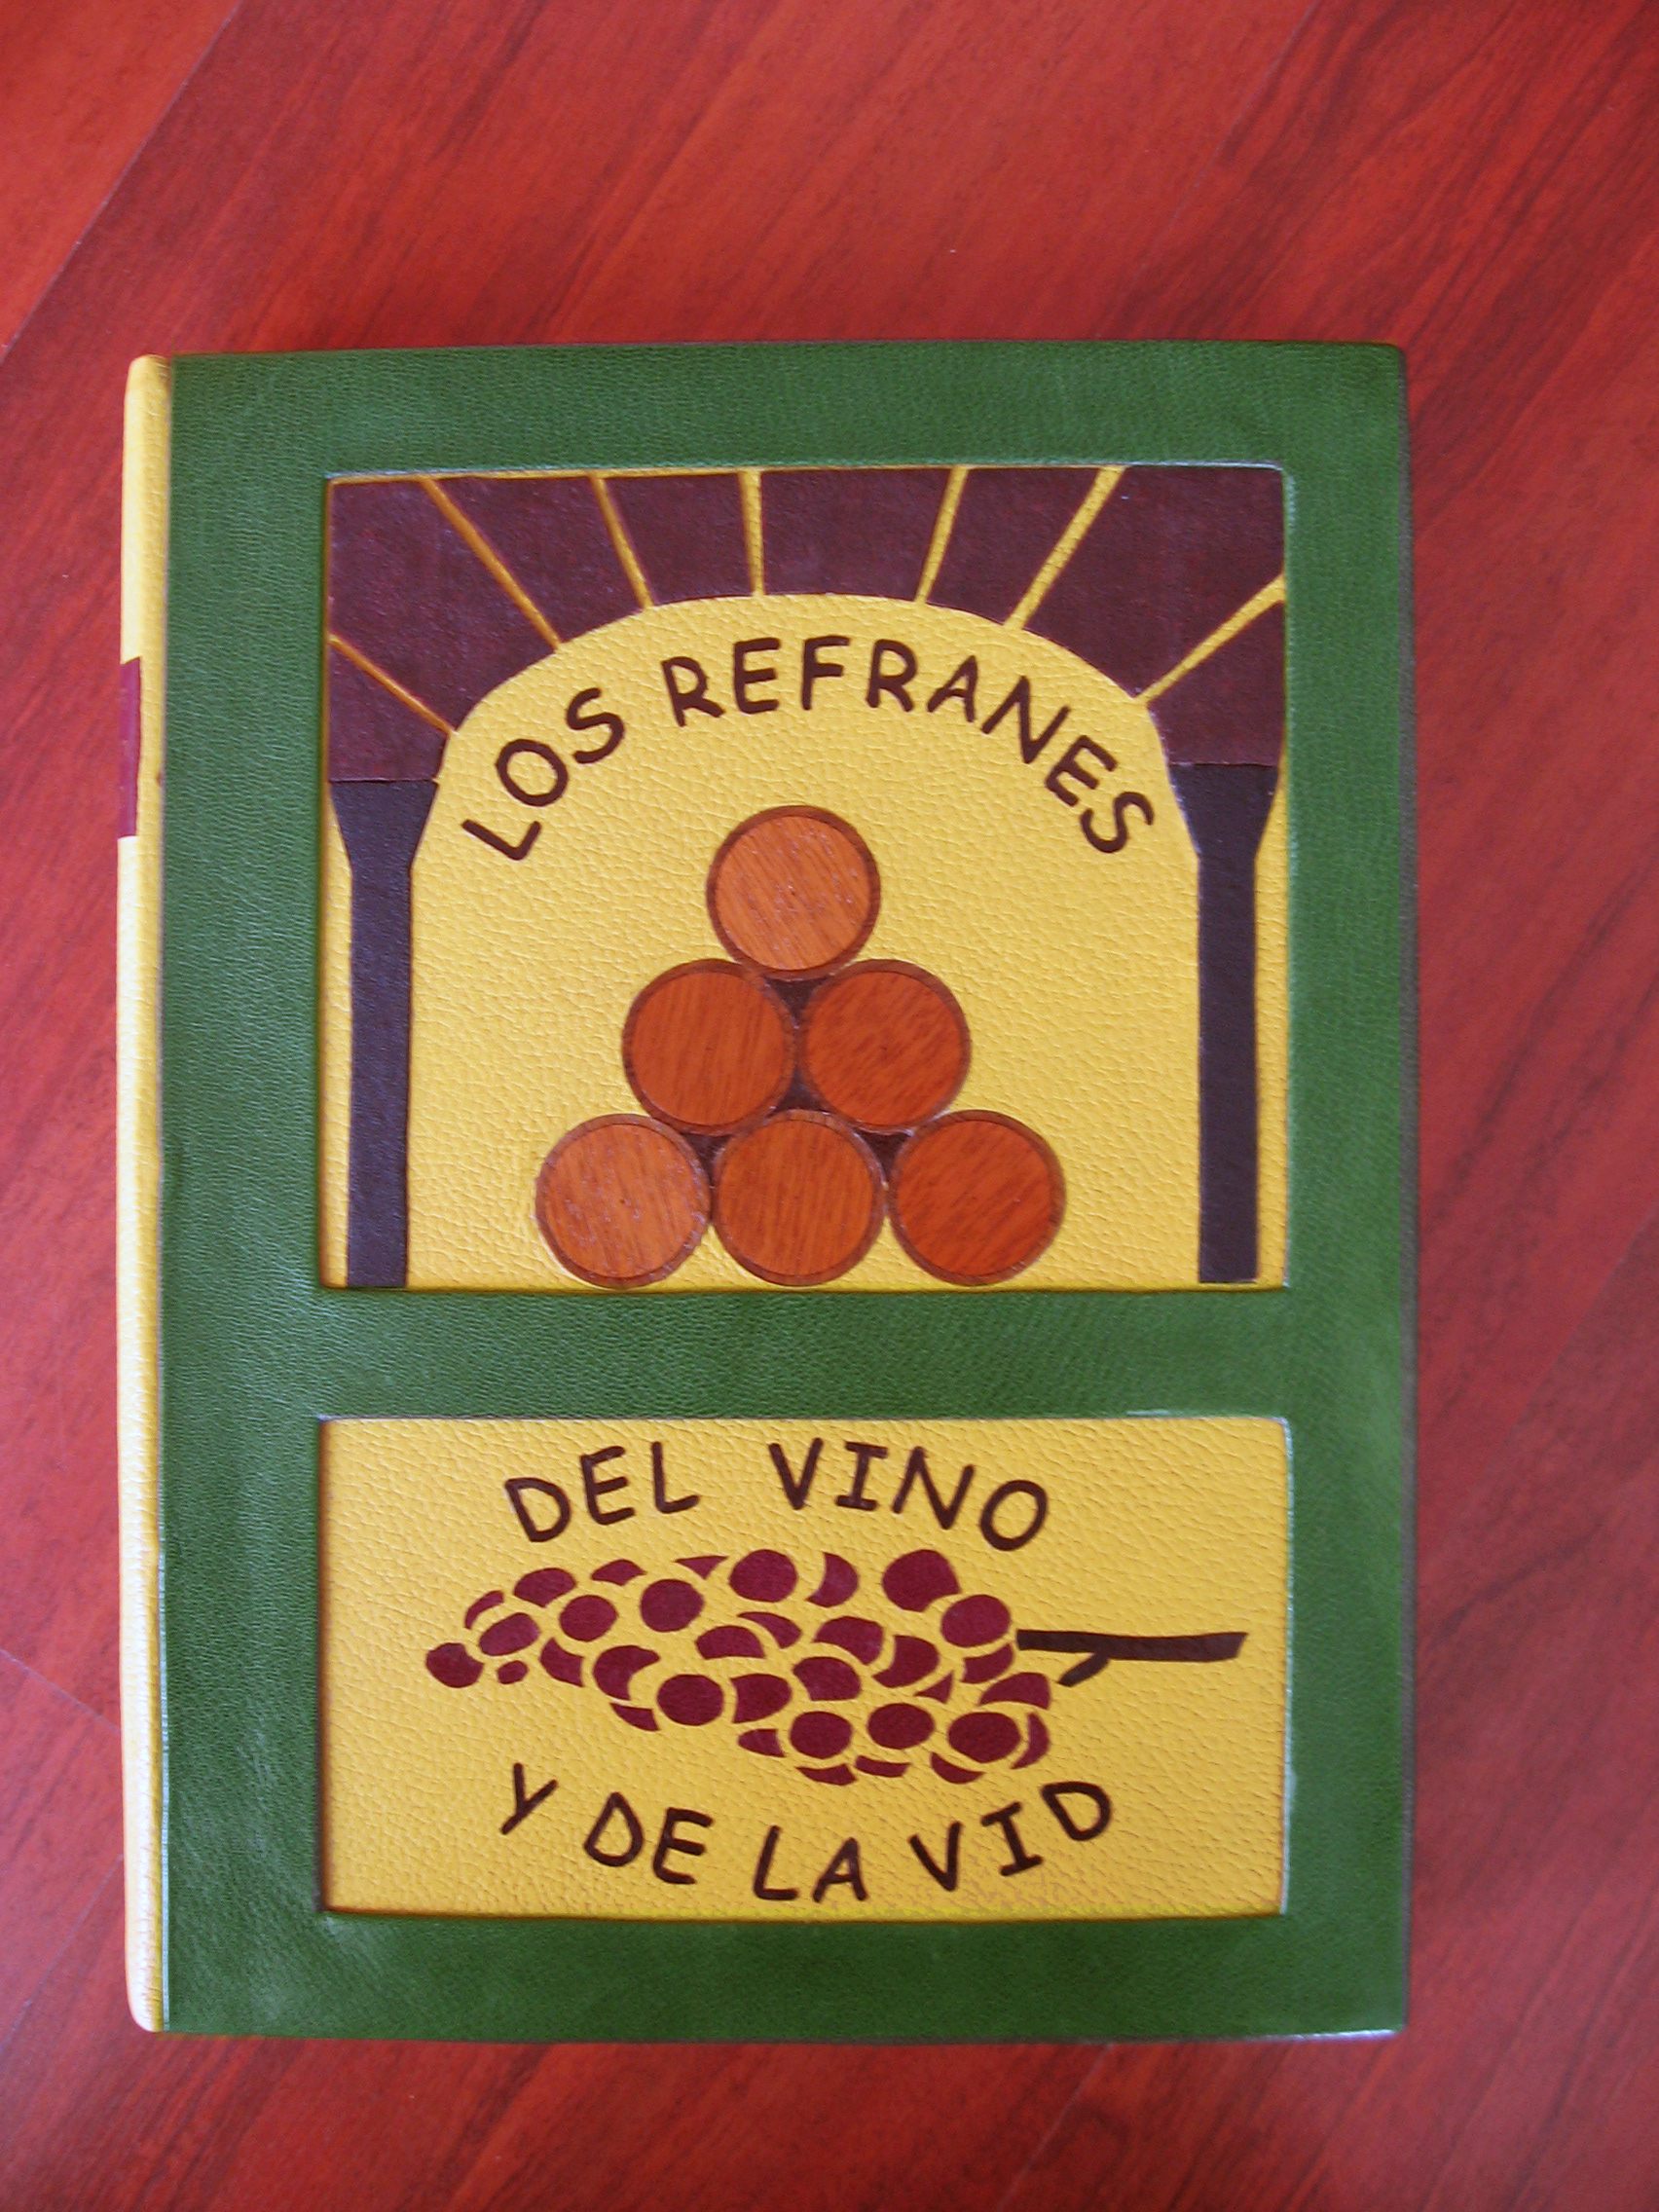 LOS REFRANES
DEL VINO
Y DE LA VID